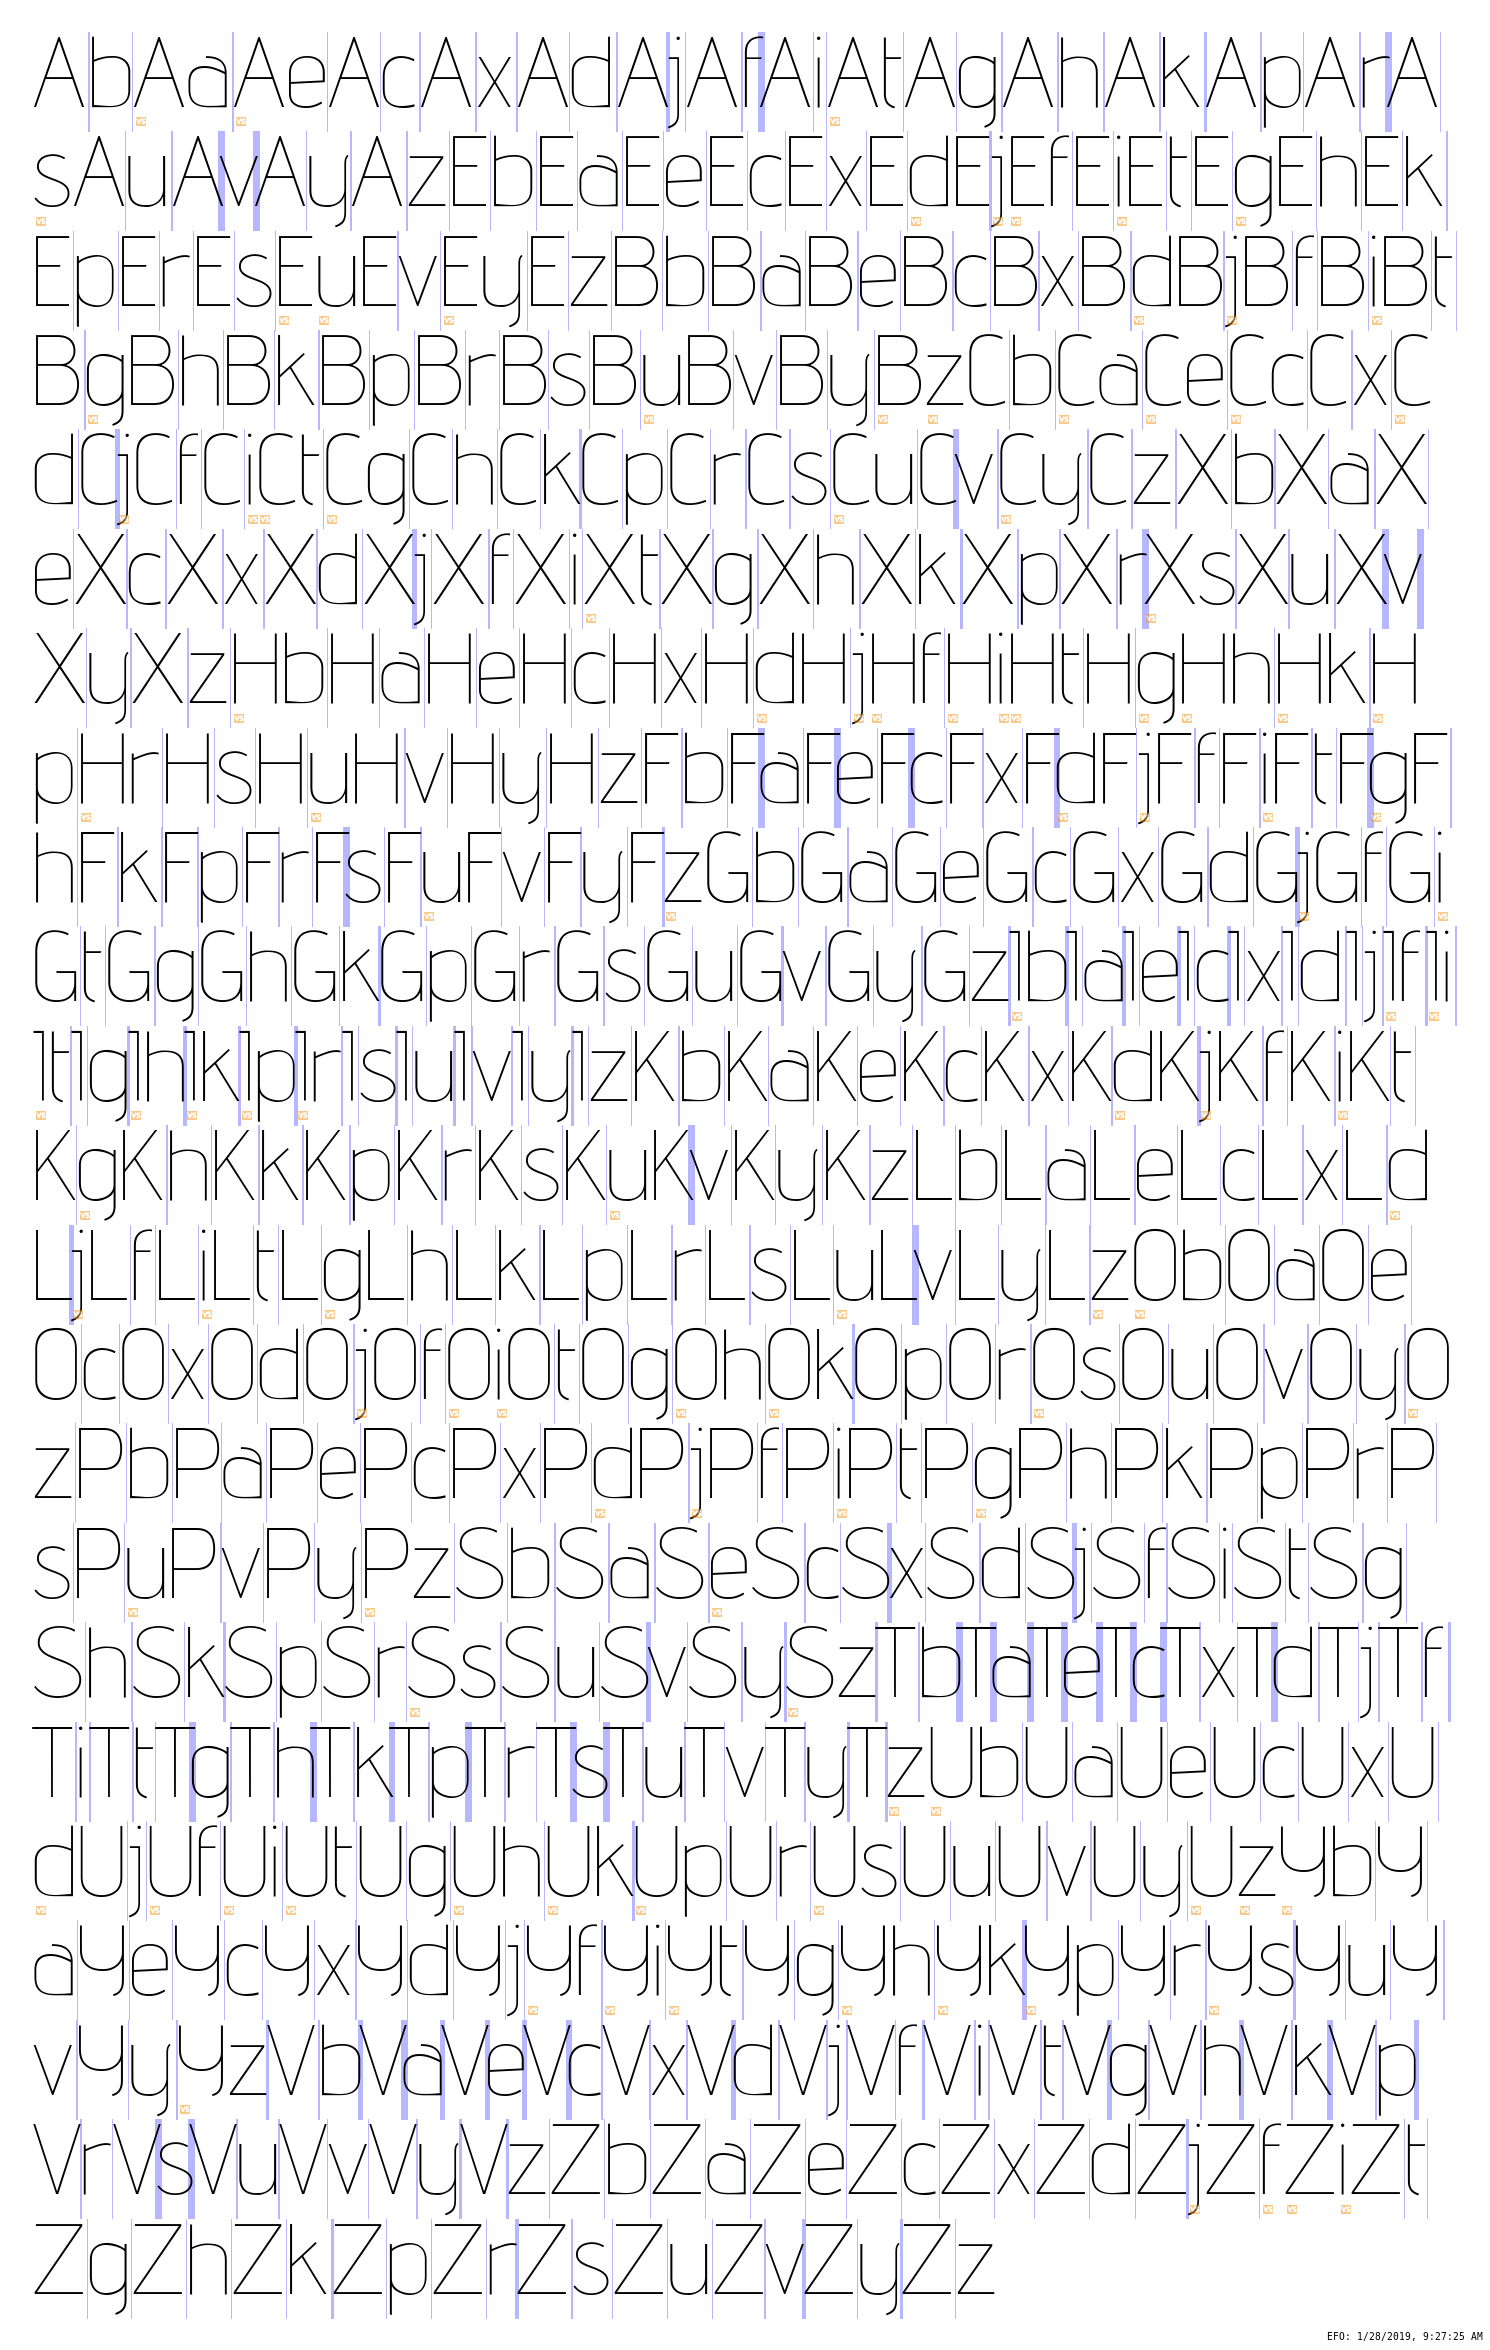 AbAaAeAcAxAdAjAfAiAtAgAhAkApArA
sAuAvAyAzEbEaEeEcExEdEjEfEiEtEgEhEk
EpErEsEuEvEyEzBbBaBeBcBxBdBjBfBiBt
BgBhBkBpBrBsBuBvByBzCbCaCeCcCxC
dCjCfCiCtCgChCkCpCrCsCuCvCyCzXbXaX
eXcXxXdXjXfXiXtXgXhXkXpXrXsXuXv
XyXzHbHaHeHcHxHdHjHfHiHtHgHhHkH
pHrHsHuHvHyHzFbFaFeFcFxFdFjFfFiFtFgF
hFkFpFrFsFuFvFyFzGbGaGeGcGxGdGjGfGi
GtGgGhGkGpGrGsGuGvGyGzIbIaIeIcIxIdIjIfIi
ItIgIhIkIpIrIsIuIvIyIzKbKaKeKcKxKdKjKfKiKt
KgKhKkKpKrKsKuKvKyKzLbLaLeLcLxLd
LjLfLiLtLgLhLkLpLrLsLuLvLyLzObOaOe
OcOxOdOjOfOiOtOgOhOkOpOrOsOuOvOyO
zPbPaPePcPxPdPjPfPiPtPgPhPkPpPrP
sPuPvPyPzSbSaSeScSxSdSjSfSiStSg
ShSkSpSrSsSuSvSySzTbTaTeTcTxTdTjTf
TiTtTgThTkTpTrTsTuTvTyTzUbUaUeUcUxU
dUjUfUiUtUgUhUkUpUrUsUuUvUyUzYbY
aYeYcYxYdYjYfYiYtYgYhYkYpYrYsYuY
vYyYzVbVaVeVcVxVdVjVfViVtVgVhVkVp
VrVsVuVvVyVzZbZaZeZcZxZdZjZfZiZt
ZgZhZkZpZrZsZuZvZyZz
EFO: 1/28/2019, 9:27:25 AM